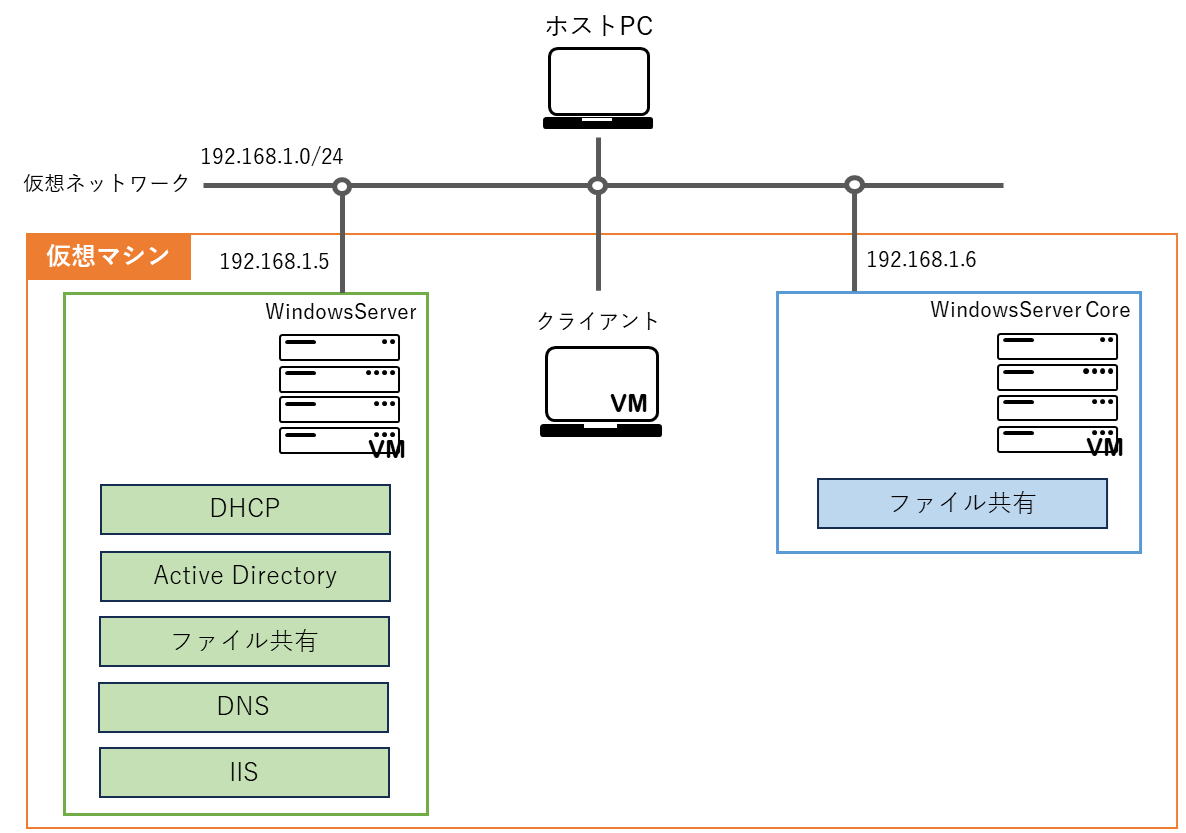 ホストPC
192.168.1.0/24
仮想ネットワーク
仮想マシン
192.168.1.5
192.168.1.6
WindowsServer
VM
DHCP
Active Directory
ファイル共有
DNS
IIS
クライアント
VM
WindowsServer Core
VM
ファイル共有